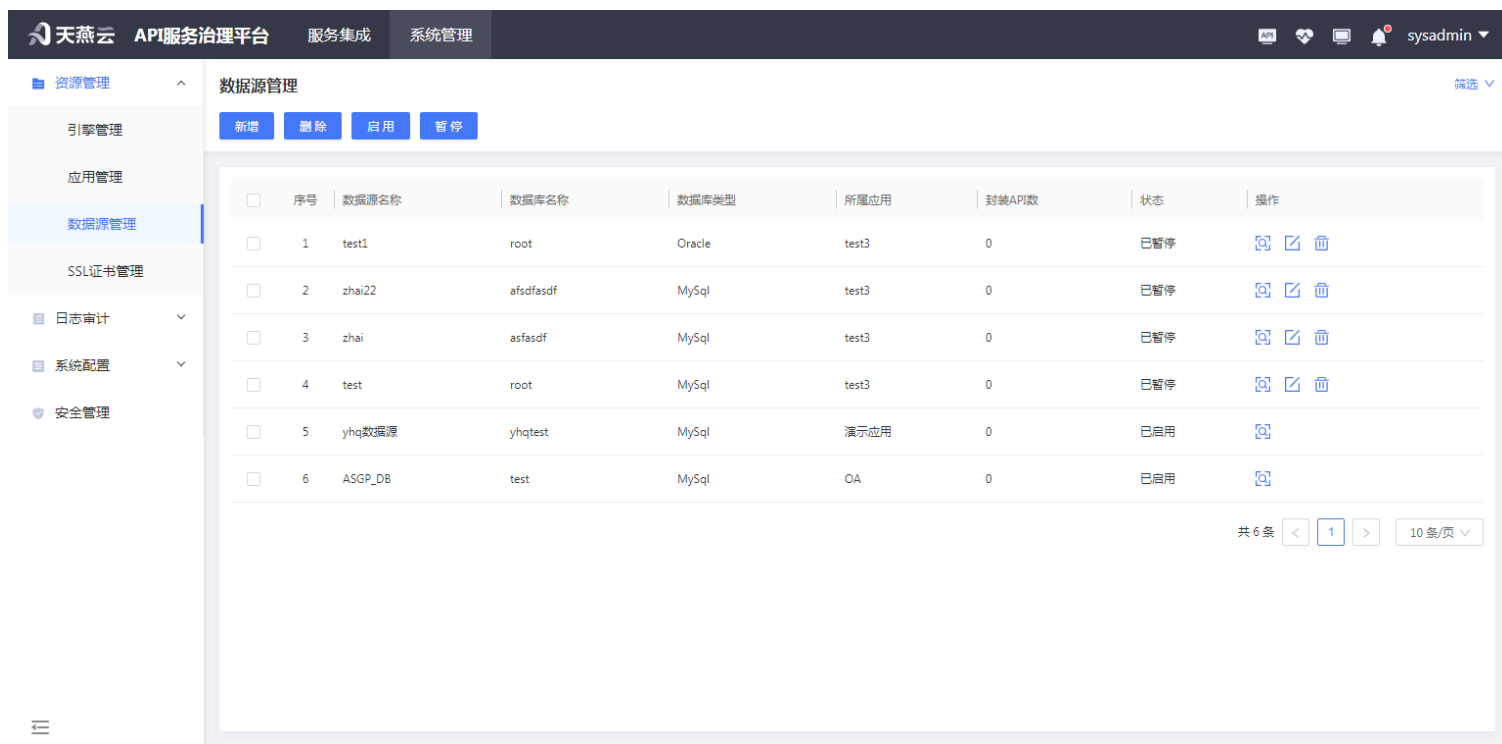 天燕云 API服务治理平台 服务集成 系统管理 API sysadmin
资源管理
引擎管理
应用管理
数据源管理
SSL证书管理
日志审计
系统配置
安全管理
数据源管理 筛选
新增 删除 启用 暂停
序号 数据源名称 数据库名称 数据库类型 所属应用 封装API数 状态 操作
1 test1 root Oracle test3 0 已暂停
2 zhai22 afsdfasdf MySql test3 0 已暂停
3 zhai asfasdf MySql test3 0 已暂停
4 test root MySql test3 0 已暂停
5 yhq数据源 yhqtest MySql 演示应用 0 已启用
6 ASGP_DB test MySql OA 0 已启用
共 6 条 < 1 > 10 条/页